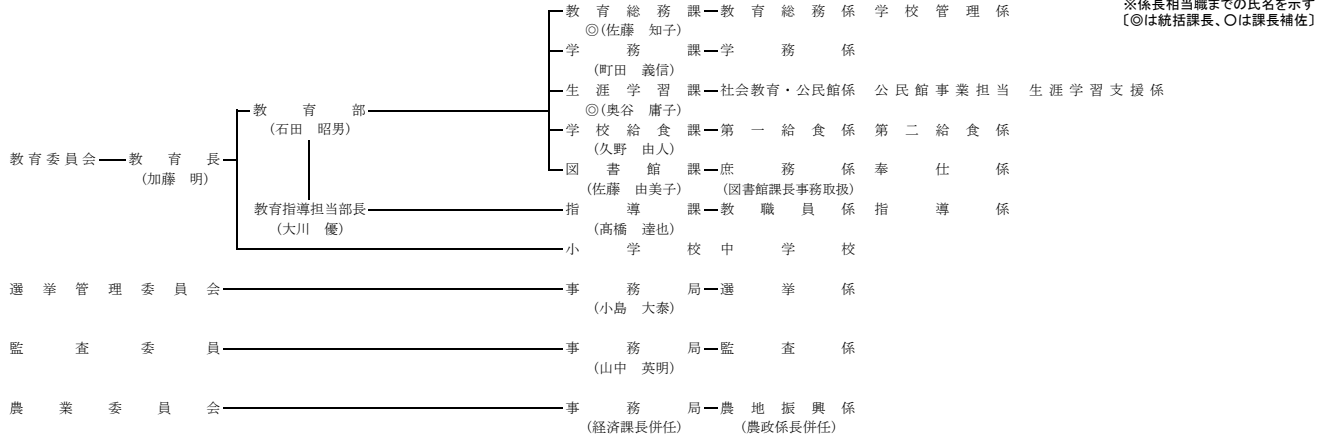 ※係長相当職までの氏名を示す
〔◎は統括課長、〇は課長補佐〕
教育総務課 教育総務係 学校管理係
◎(佐藤 知子)
学務課 学務係
(町田 義信)
生涯学習課 社会教育・公民館係 公民館事業担当 生涯学習支援係
教育部 ◎(奥谷 庸子)
(石田 昭男) 学校給食課 第一給食係 第二給食係
(久野 由人)
教育委員会 教育長 図書館課 庶務係 奉仕係
(加藤 明) (佐藤 由美子) (図書館課長事務取扱)
教育指導担当部長 指導課 教職員係 指導係
(大川 優) (髙橋 達也)
小学校 中学校
選挙管理委員会 事務局 選挙係
(小島 大泰)
監査委員 事務局 監査係
(山中 英明)
農業委員会 事務局 農地振興係
(経済課長併任) (農政係長併任)